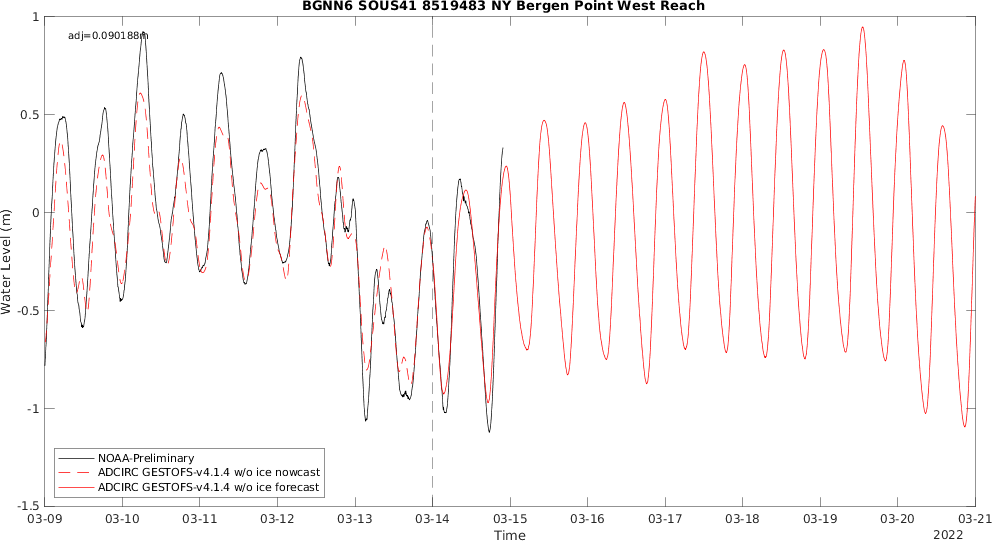 BGNN6 SOUS41 8519483 NY Bergen Point West Reach
adj=0.090188m
Water Level (m)
1
0.5
0
-0.5
-1
-1.5
NOAA-Preliminary
ADCIRC GESTOFS-v4.1.4 w/o ice nowcast
ADCIRC GESTOFS-v4.1.4 w/o ice forecast
03-09 03-10 03-11 03-12 03-13 03-14 03-15 03-16 03-17 03-18 03-19 03-20 03-21
Time
2022